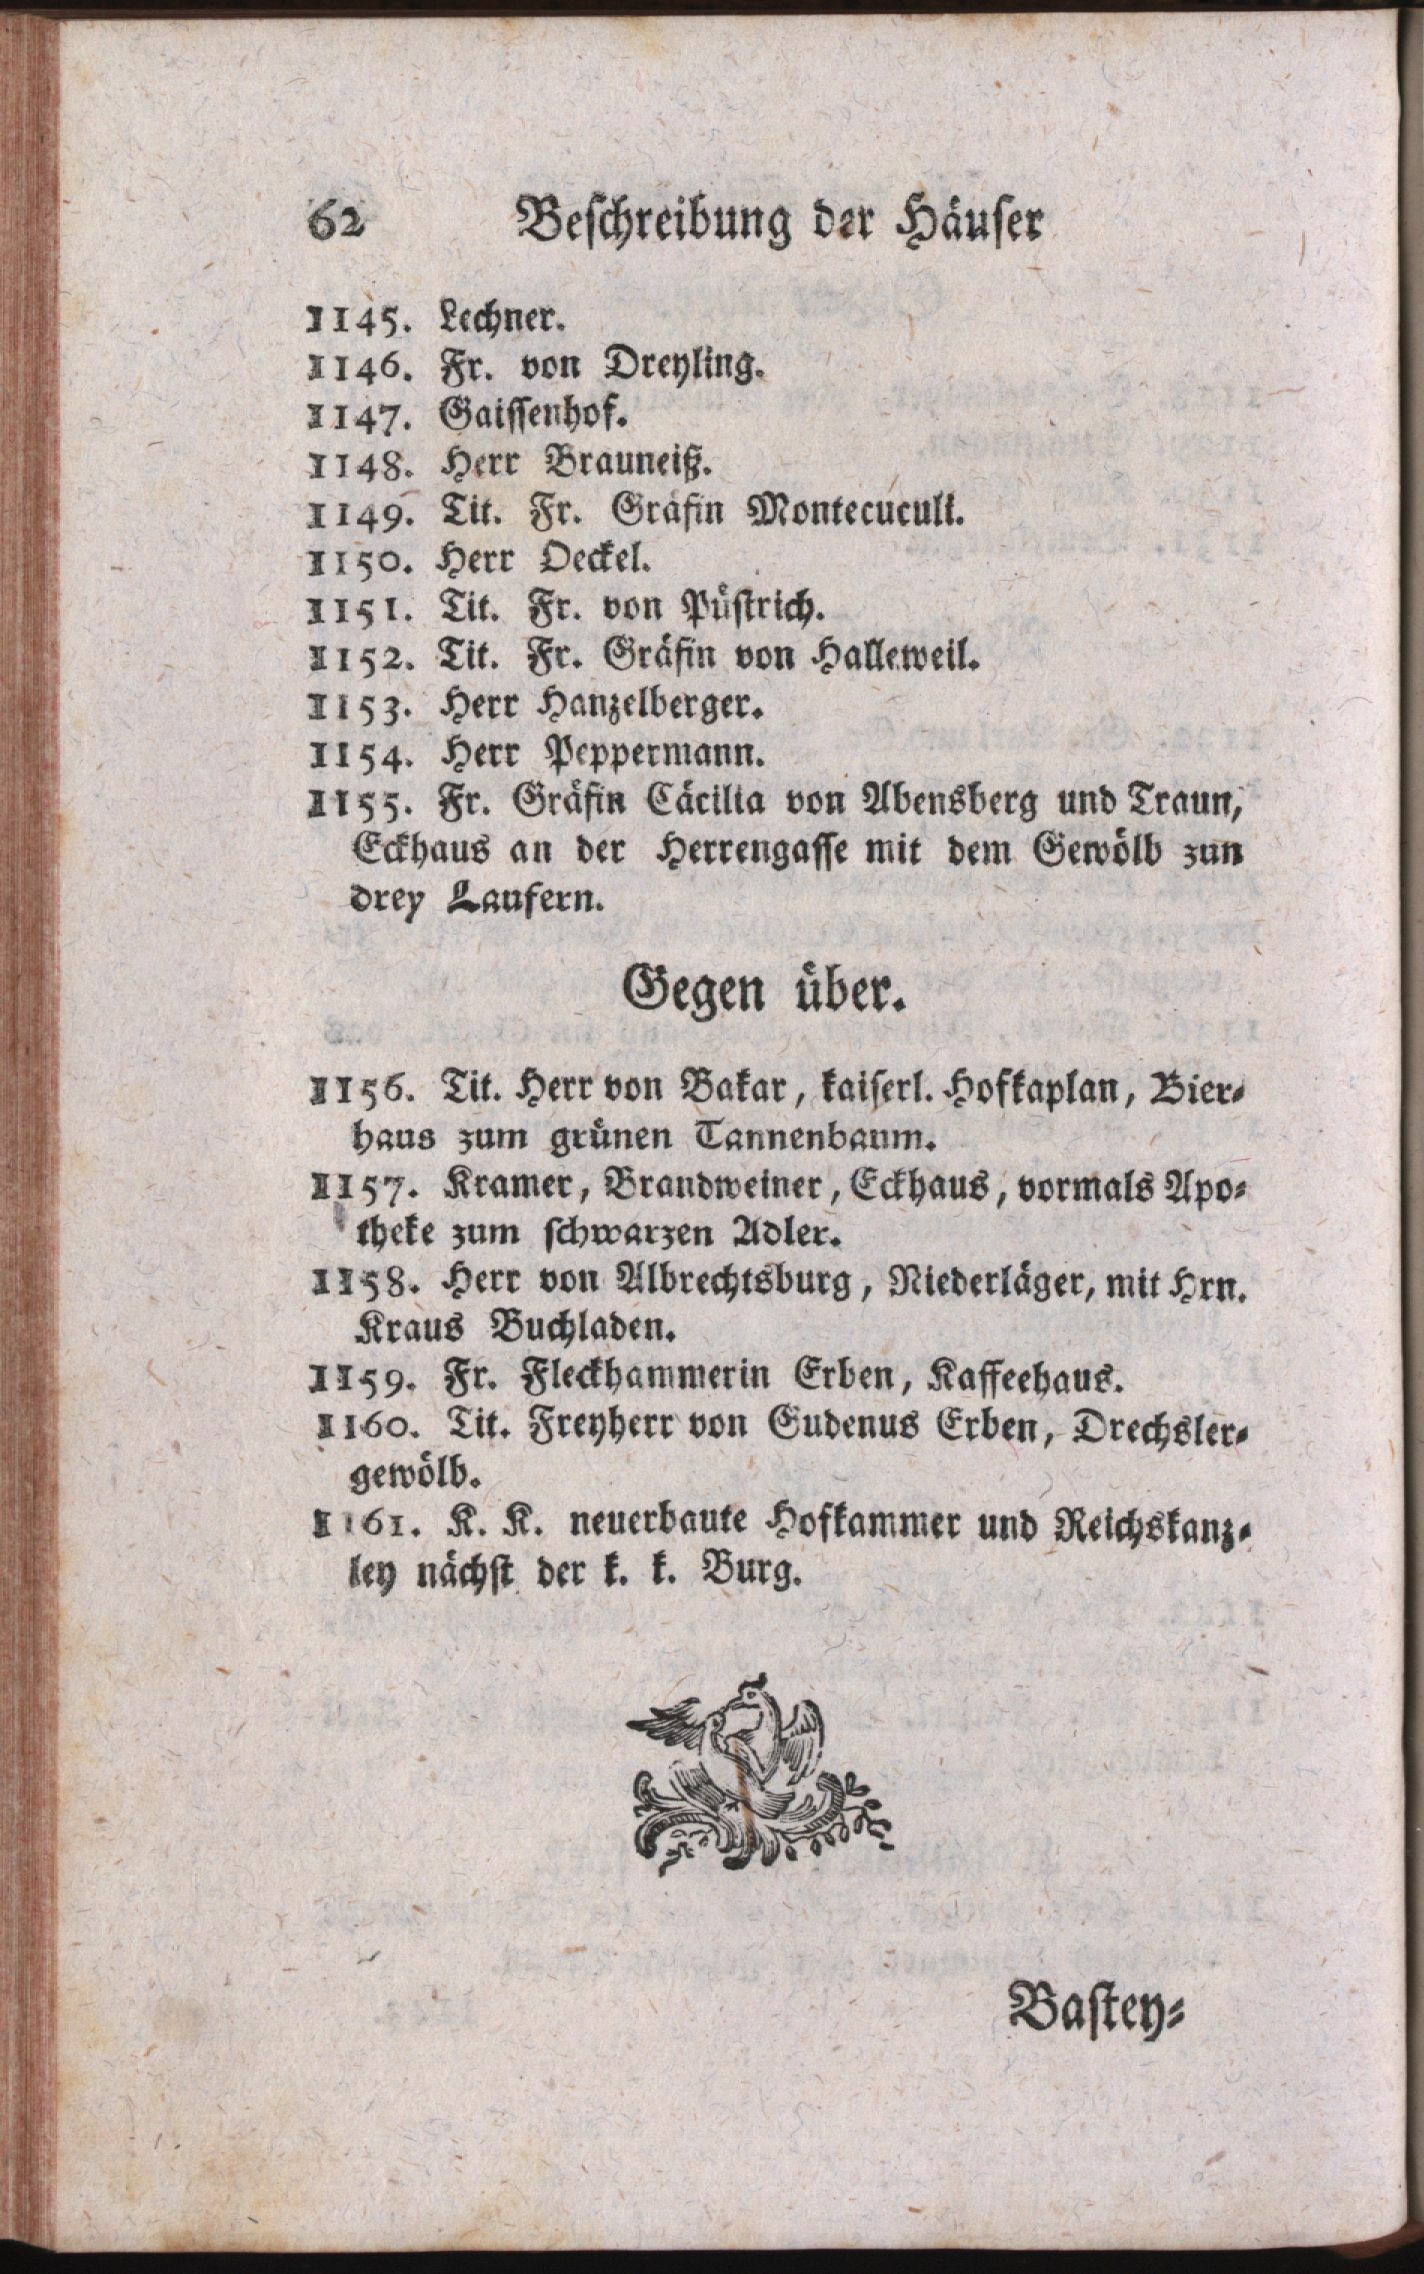 62 Beschreibung der Häuser
1145. Lechner.
1146. Fr. von Dreyling.
1147. Gaissenhof.
1148. Herr Brauneiß.
1149. Tit. Fr. Gräfin Montecuculi.
1150. Herr Oeckel.
1151. Tit. Fr. von Püstrich.
1152. Tit. Fr. Gräfin von Halleweil.
1153. Herr Hanzelberger.
1154. Herr Peppermann.
1155. Fr. Gräfin Cäcilia von Abensberg und Traun,
Eckhaus an der Herrengasse mit dem Gewölb zun
drey Laufern.
Gegen über.
1156. Tit. Herr von Bakar, kaiserl. Hofkaplan, Bier-
haus zum grünen Tannenbaum.
1157. Kramer, Brandweiner, Eckhaus, vormals Apo-
theke zum schwarzen Adler.
1158. Herr von Albrechtsburg, Niederläger, mit Hrn.
Kraus Buchladen.
1159. Fr. Fleckhammerin Erben, Kaffeehaus.
1160. Tit. Freyherr von Gudenus Erben, Drechsler-
gewölb.
1161. K. K. neuerbaute Hofkammer und Reichskanz-
ley nächst der k. k. Burg.
Bastey-